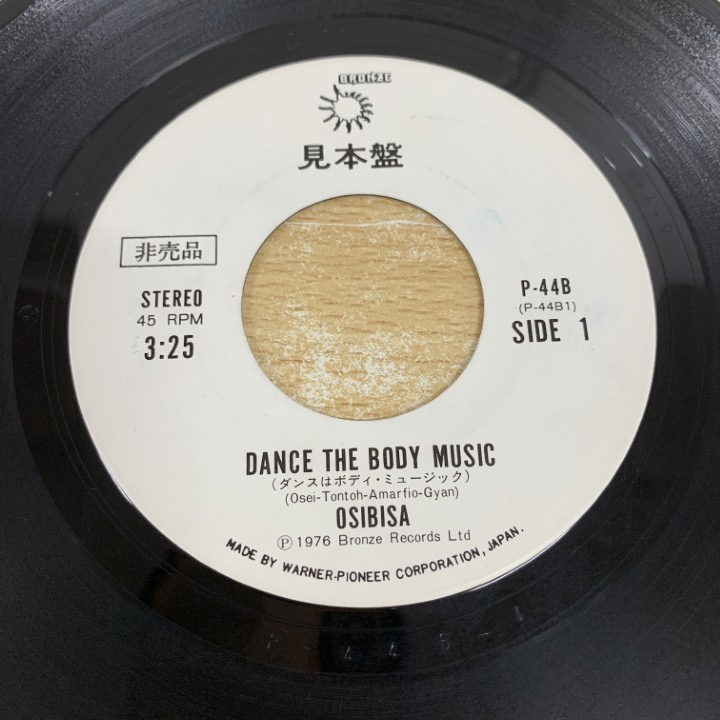 BRONZE
見本盤
非売品
STEREO
45 RPM
3:25
P-44B
(P-44B1)
SIDE 1
DANCE THE BODY MUSIC
(ダンスはボディ・ミュージック)
(Osei-Tontoh-Amarfio-Gyan)
OSIBISA
Ⓟ 1976 Bronze Records Ltd
MADE BY WARNER-PIONEER CORPORATION, JAPAN.